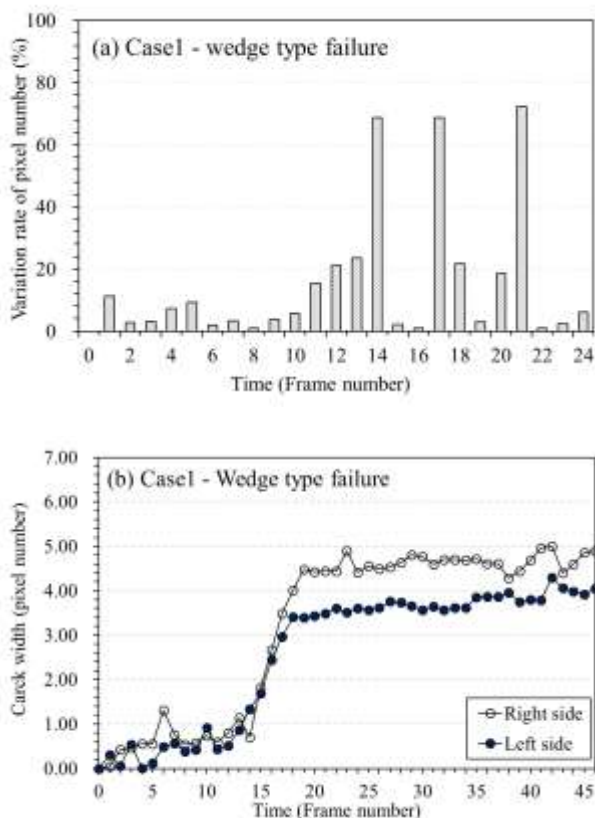 (a) Case1 - wedge type failure
Variation rate of pixel number (%)
100
80
60
40
20
0
0 2 4 6 8 10 12 14 16 18 20 22 24
Time (Frame number)
(b) Case1 - Wedge type failure
Carck width (pixel number)
7.00
6.00
5.00
4.00
3.00
2.00
1.00
0.00
Right side
Left side
0 5 10 15 20 25 30 35 40 45
Time (Frame number)